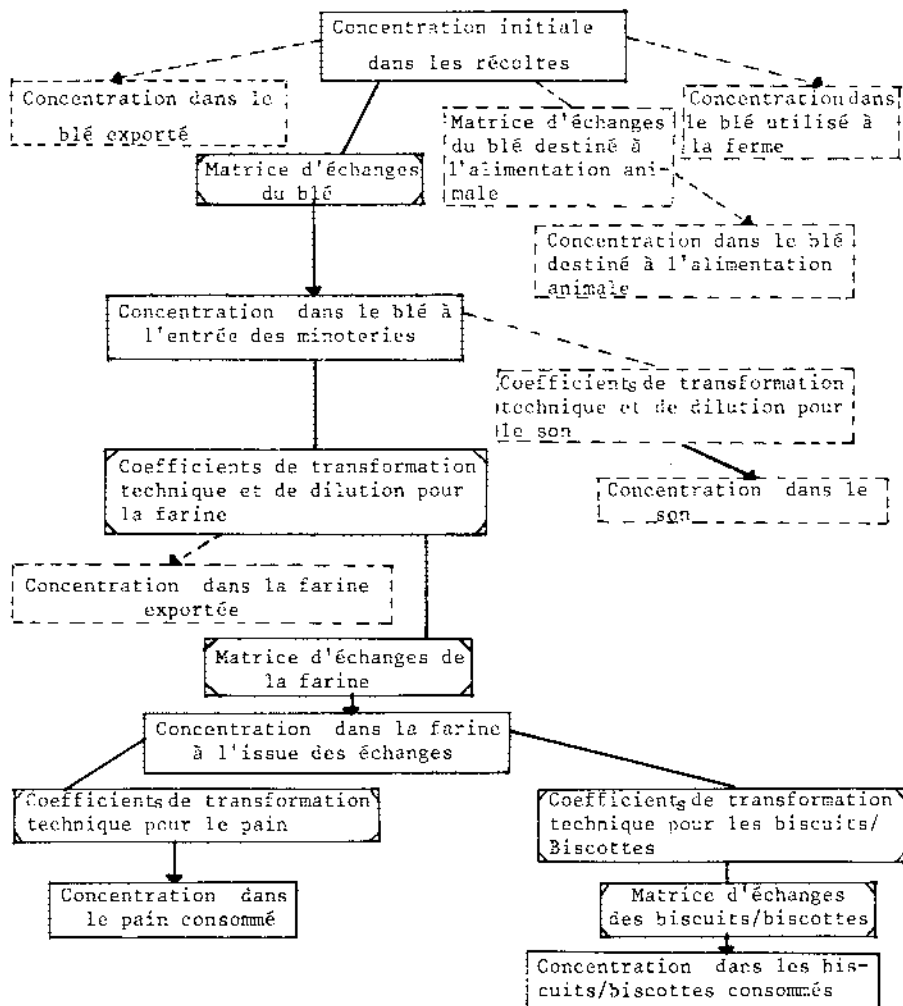 Concentration initiale
dans les récoltes
Concentration dans le
blé exporté
Matrice d'échanges
du blé destiné à
l'alimentation ani-
male
Concentration dans
le blé utilisé à
la ferme
Matrice d'échanges
du blé
Concentration dans le blé
destiné à l'alimentation
animale
Concentration dans le blé à
l'entrée des minoteries
Coefficients de transformation
technique et de dilution pour
le son
Coefficients de transformation
technique et de dilution pour
la farine
Concentration dans le
son
Concentration dans la farine
exportée
Matrice d'échanges de
la farine
Concentration dans la farine
à l'issue des échanges
Coefficients de transformation
technique pour le pain
Coefficients de transformation
technique pour les biscuits/
Biscottes
Concentration dans
le pain consommé
Matrice d'échanges
des biscuits/biscottes
Concentration dans les bis-
cuits/biscottes consommés